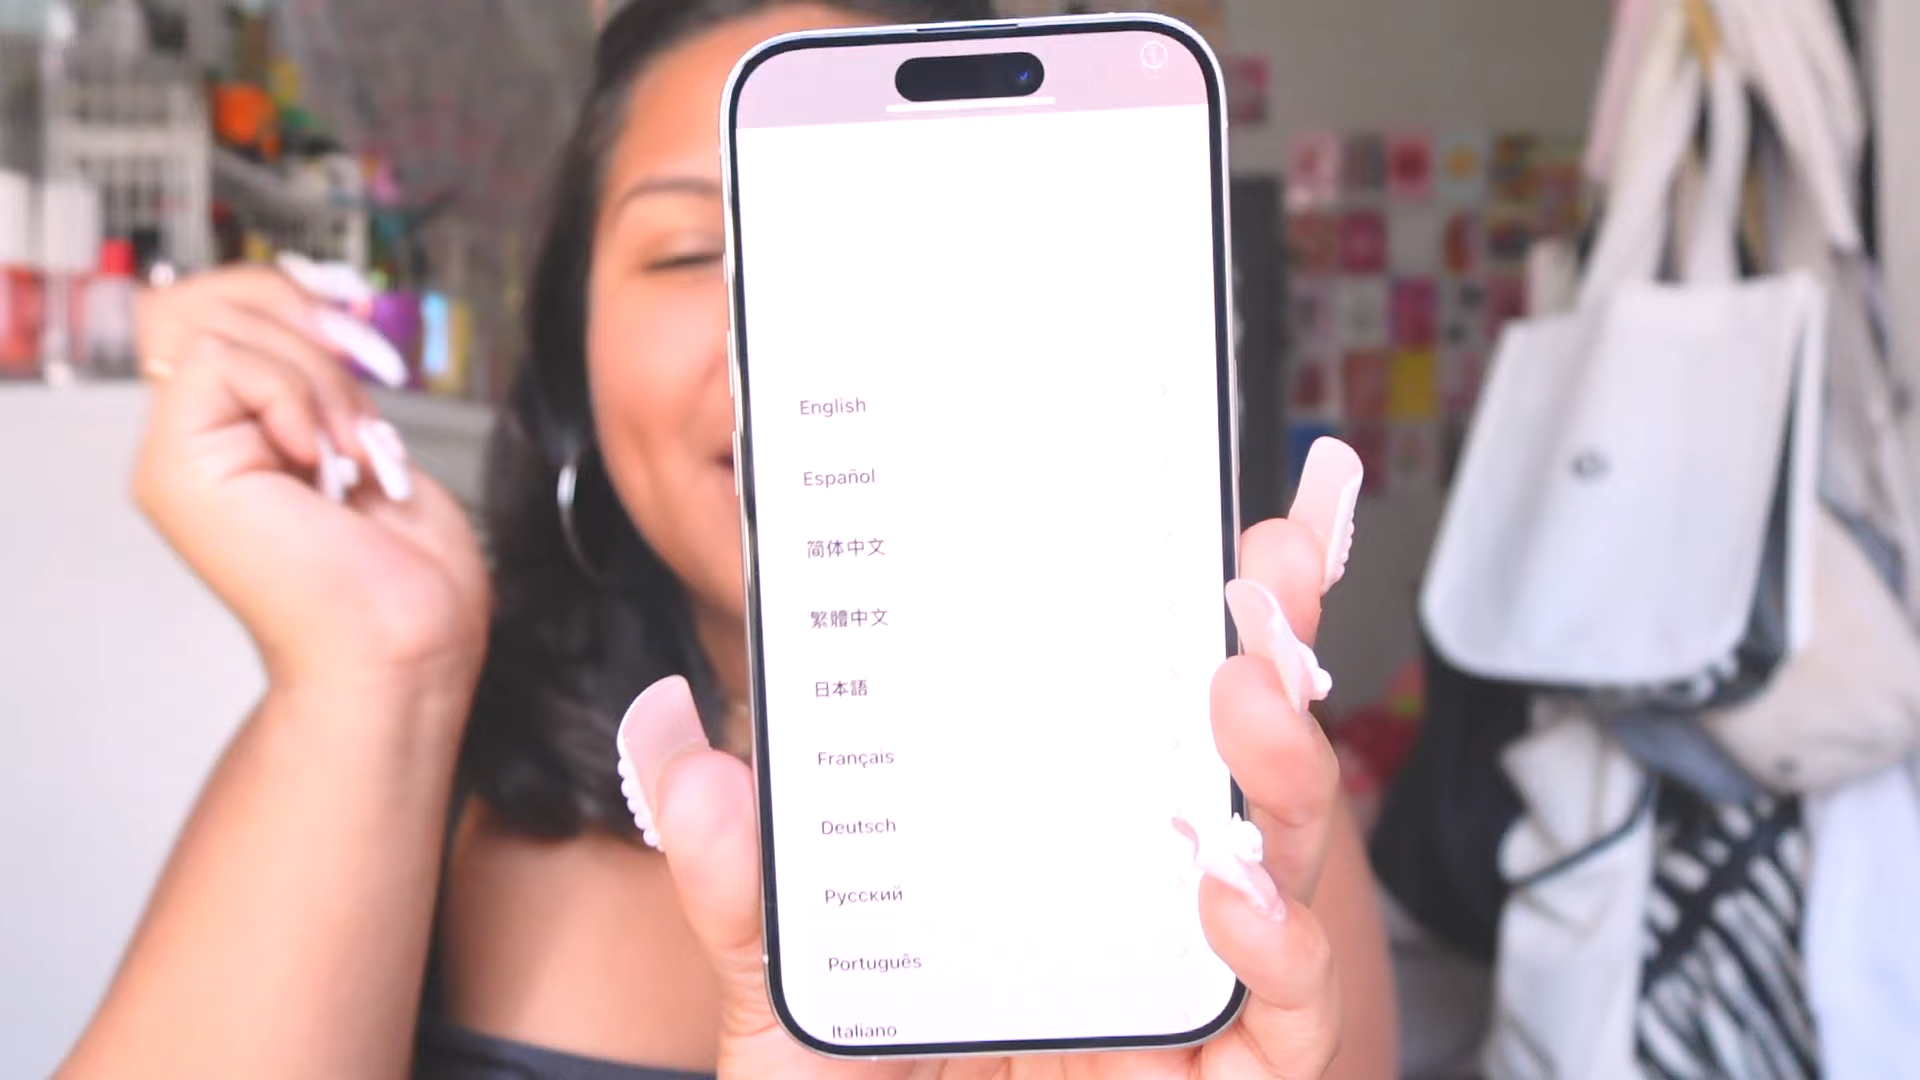 English
Español
简体中文
繁體中文
日本語
Français
Deutsch
Русский
Português
Italiano